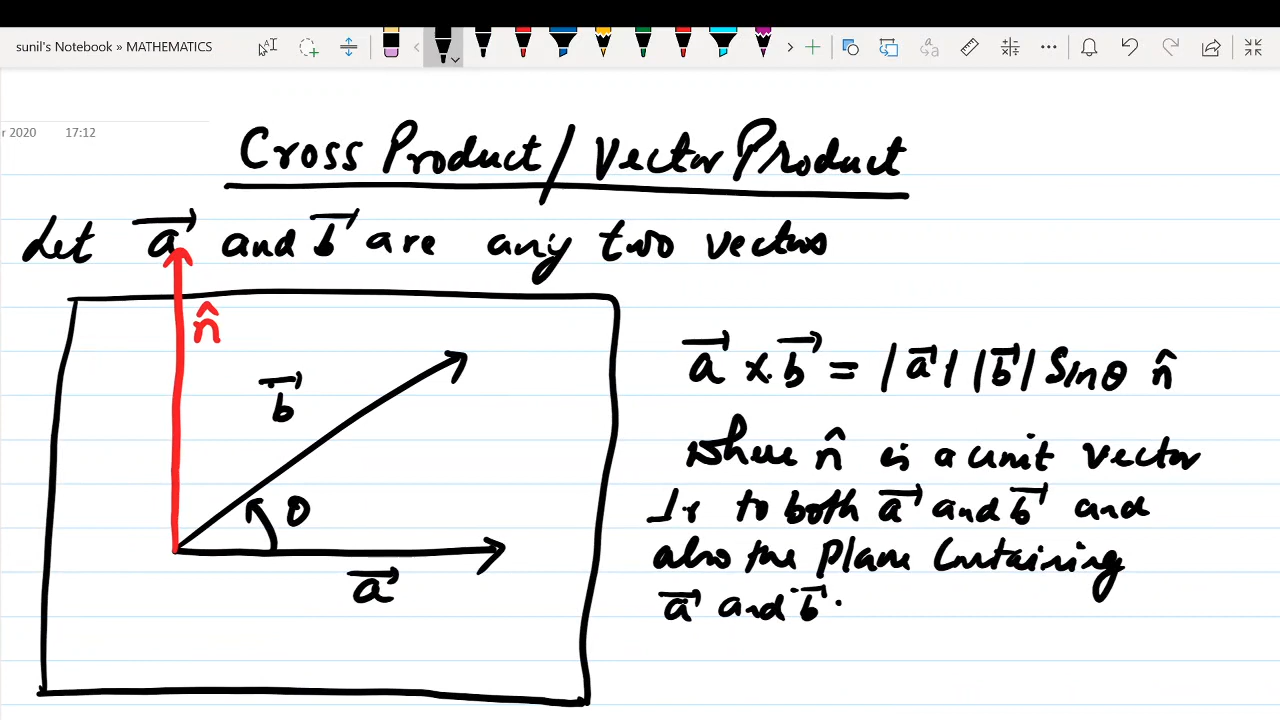 sunil's Notebook » MATHEMATICS
r 2020 17:12
Cross Product / Vector Product
Let a⃗ and b⃗ are any two vectors
n̂
b⃗
θ
a⃗
a⃗ × b⃗ = |a⃗| |b⃗| Sinθ n̂
where n̂ is a unit vector
⊥r to both a⃗ and b⃗ and
also the plane Containing
a⃗ and b⃗.